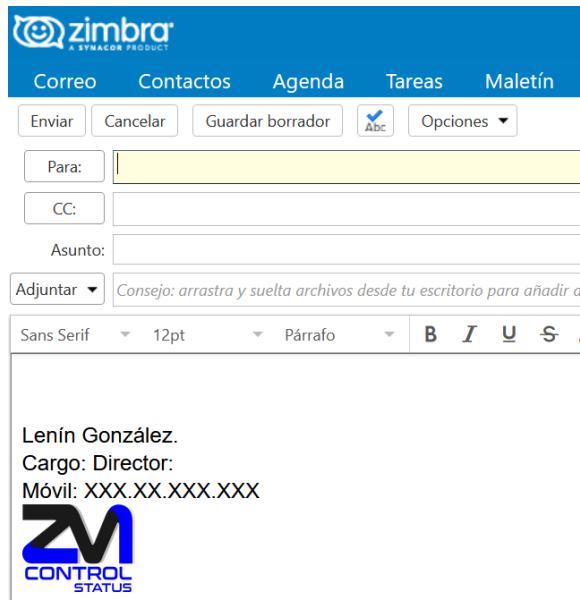 zimbra
A SYNACOR PRODUCT
Correo Contactos Agenda Tareas Maletín
Enviar Cancelar Guardar borrador Abc Opciones
Para:
CC:
Asunto:
Adjuntar Consejo: arrastra y suelta archivos desde tu escritorio para añadir
Sans Serif 12pt Párrafo B I U S
Lenín González.
Cargo: Director:
Móvil: XXX.XX.XXX.XXX
ZM
CONTROL
STATUS